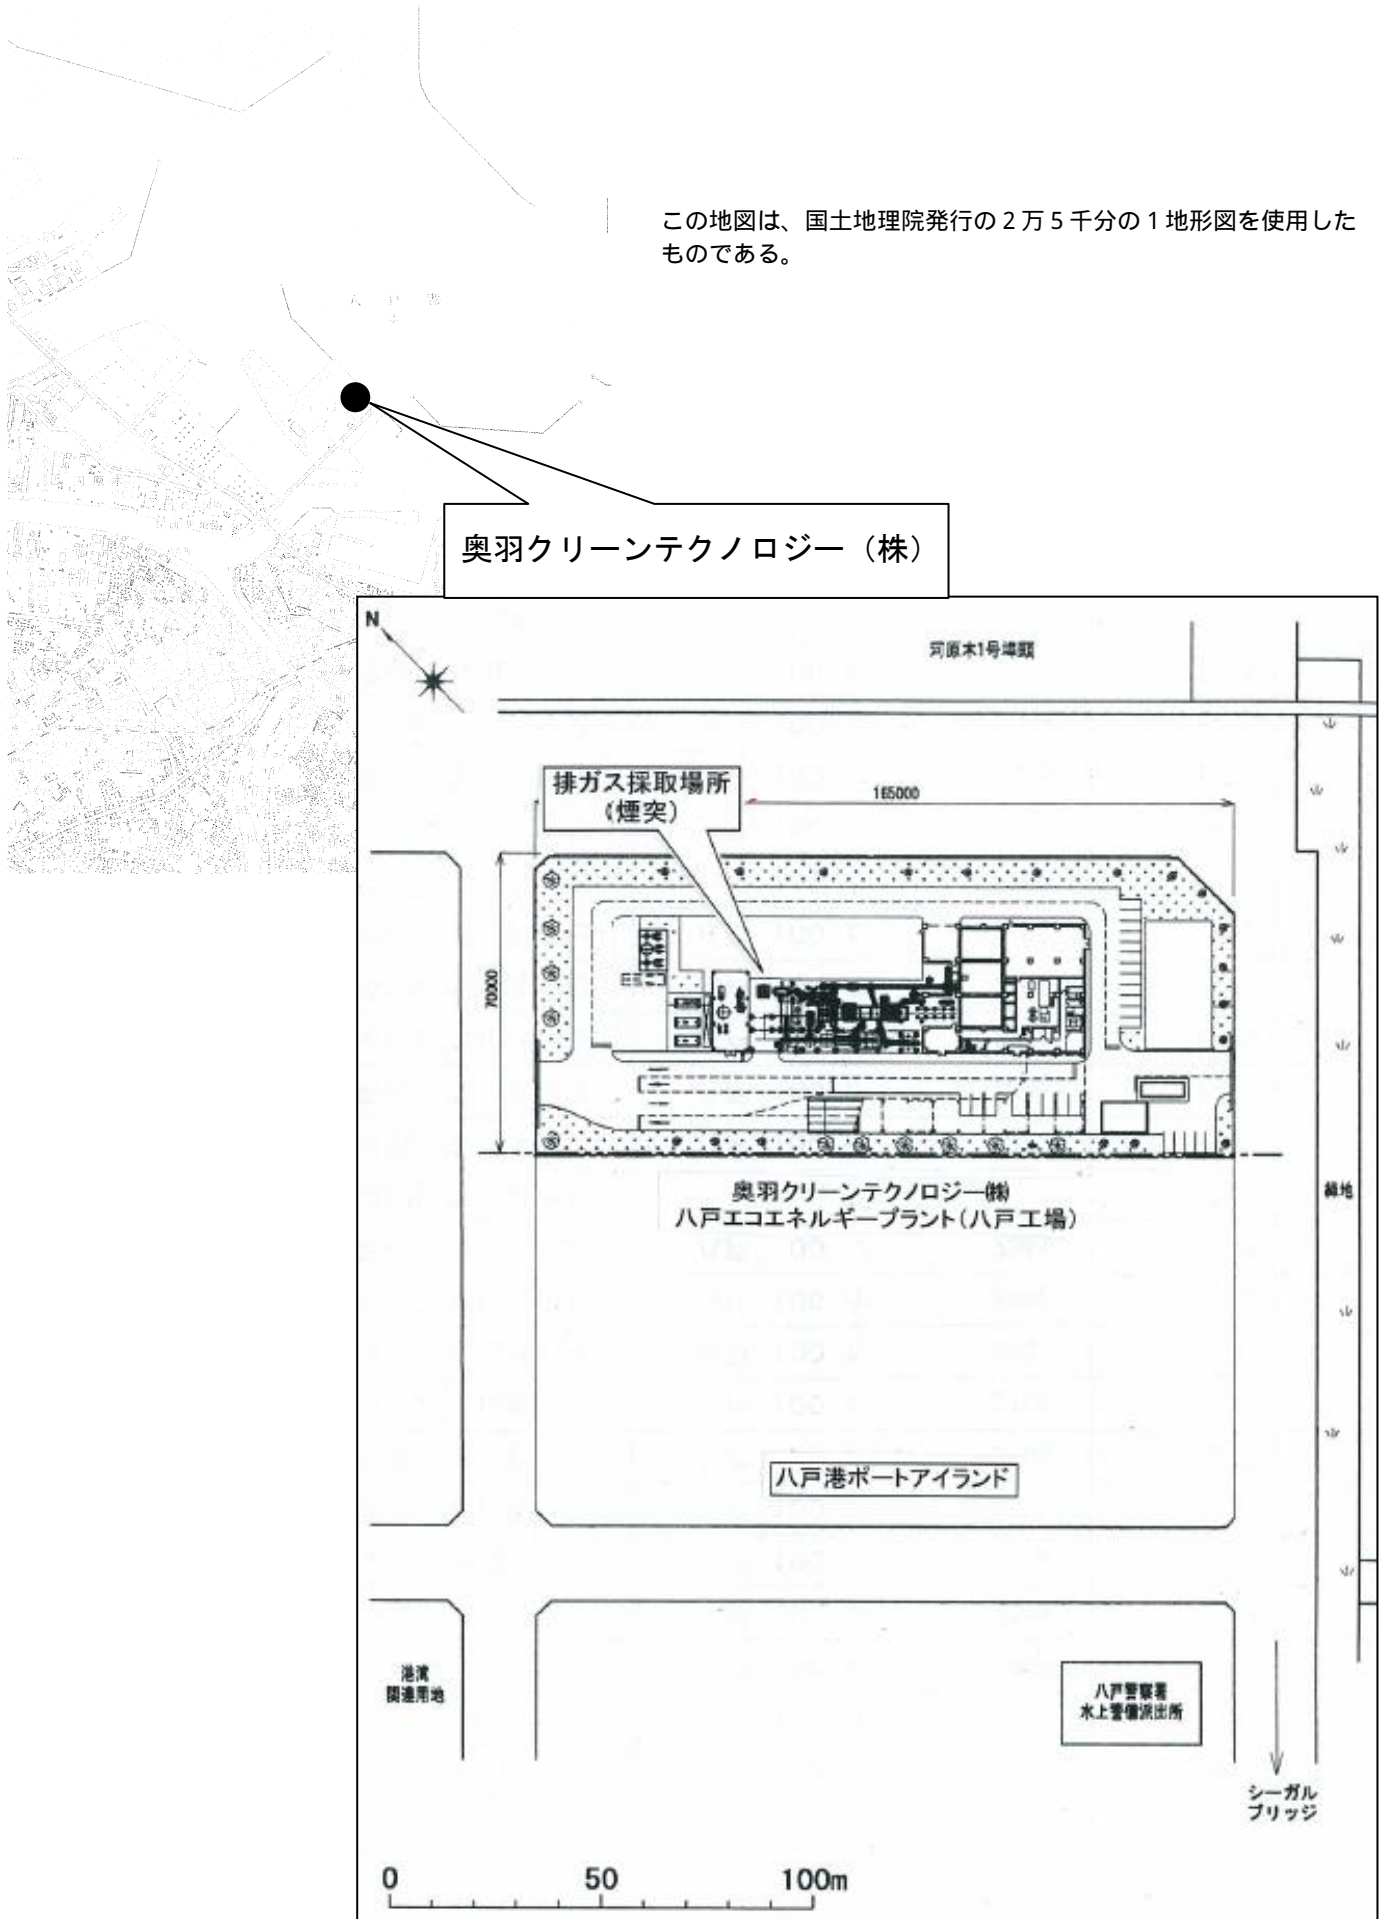 この地図は、国土地理院発行の２万５千分の１地形図を使用した
ものである。
八戸港
奥羽クリーンテクノロジー（株）
N
河原木1号埠頭
排ガス採取場所
(煙突)
165000
70000
奥羽クリーンテクノロジー㈱
八戸エコエネルギープラント(八戸工場)
緑地
八戸港ポートアイランド
港湾
関連用地
八戸警察署
水上警備派出所
シーガル
ブリッジ
0 50 100m